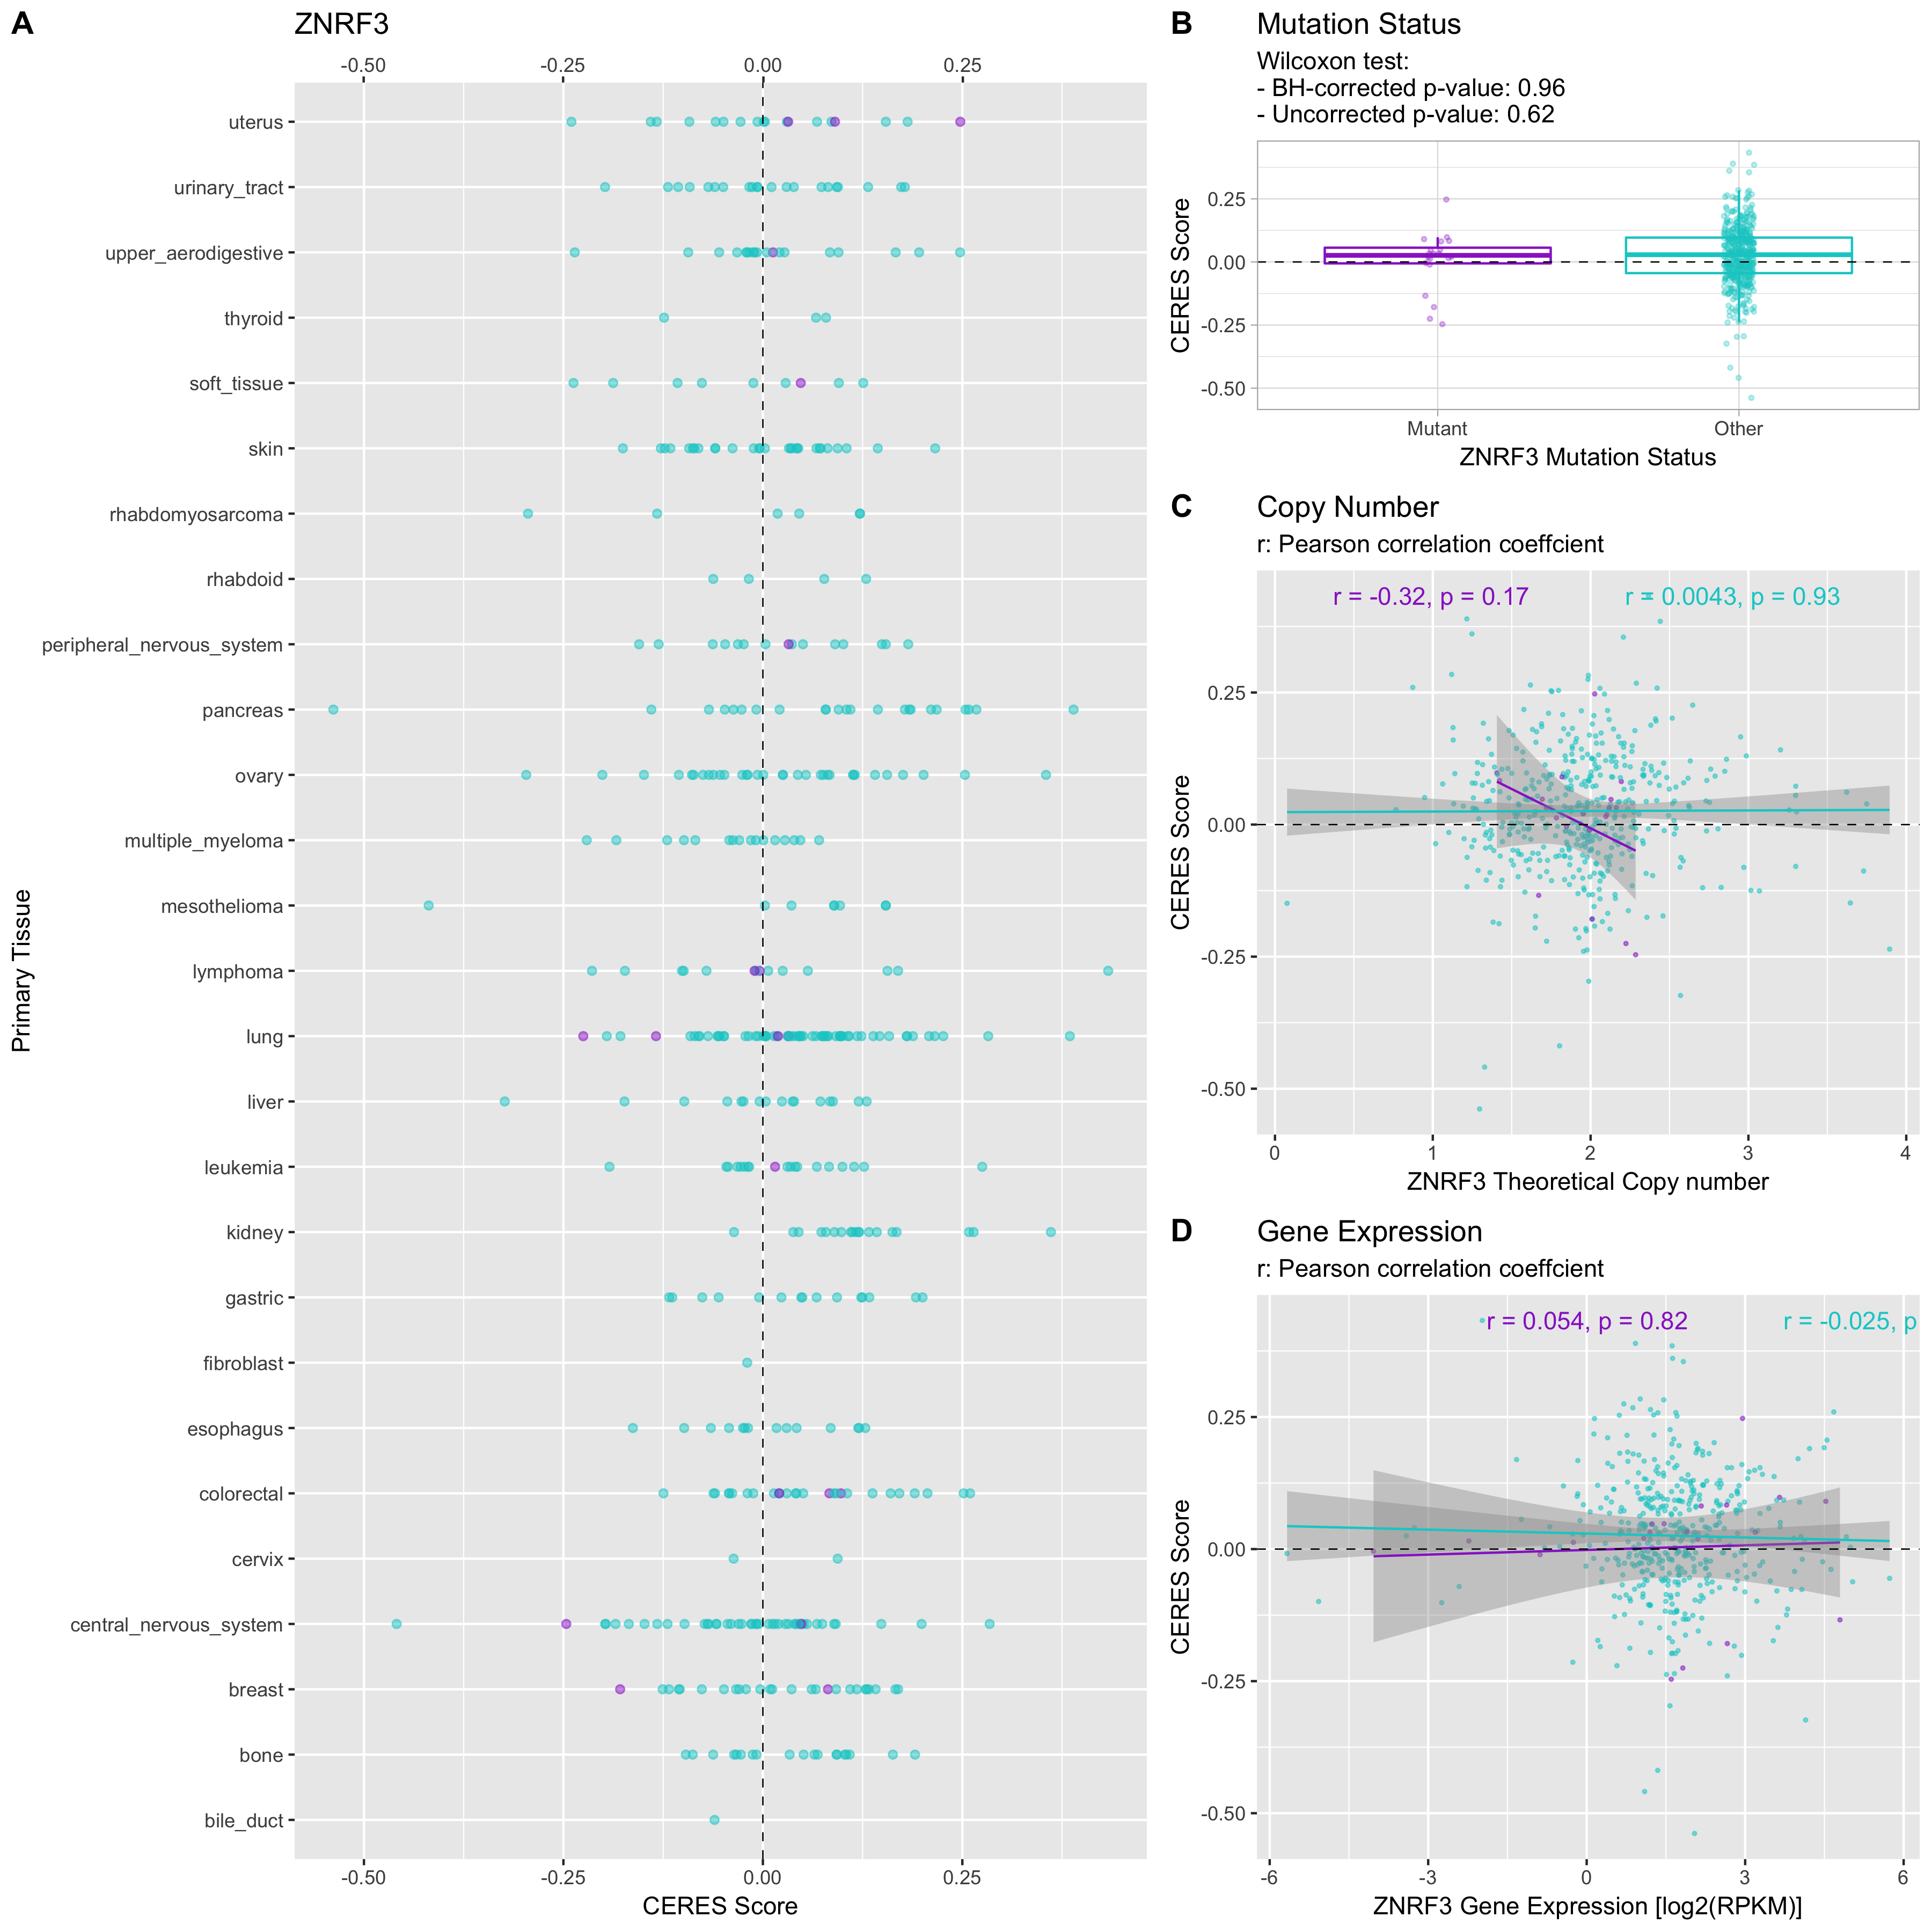 A
ZNRF3
-0.50 -0.25 0.00 0.25
uterus
urinary_tract
upper_aerodigestive
thyroid
soft_tissue
skin
rhabdomyosarcoma
rhabdoid
peripheral_nervous_system
pancreas
ovary
multiple_myeloma
mesothelioma
lymphoma
lung
liver
leukemia
kidney
gastric
fibroblast
esophagus
colorectal
cervix
central_nervous_system
breast
bone
bile_duct
Primary Tissue
-0.50 -0.25 0.00 0.25
CERES Score
B
Mutation Status
Wilcoxon test:
- BH-corrected p-value: 0.96
- Uncorrected p-value: 0.62
CERES Score
0.25
0.00
-0.25
-0.50
Mutant Other
ZNRF3 Mutation Status
C
Copy Number
r: Pearson correlation coeffcient
r = -0.32, p = 0.17 r = 0.0043, p = 0.93
CERES Score
0.25
0.00
-0.25
-0.50
0 1 2 3 4
ZNRF3 Theoretical Copy number
D
Gene Expression
r: Pearson correlation coeffcient
r = 0.054, p = 0.82 r = -0.025, p
CERES Score
0.25
0.00
-0.25
-0.50
-6 -3 0 3 6
ZNRF3 Gene Expression [log2(RPKM)]